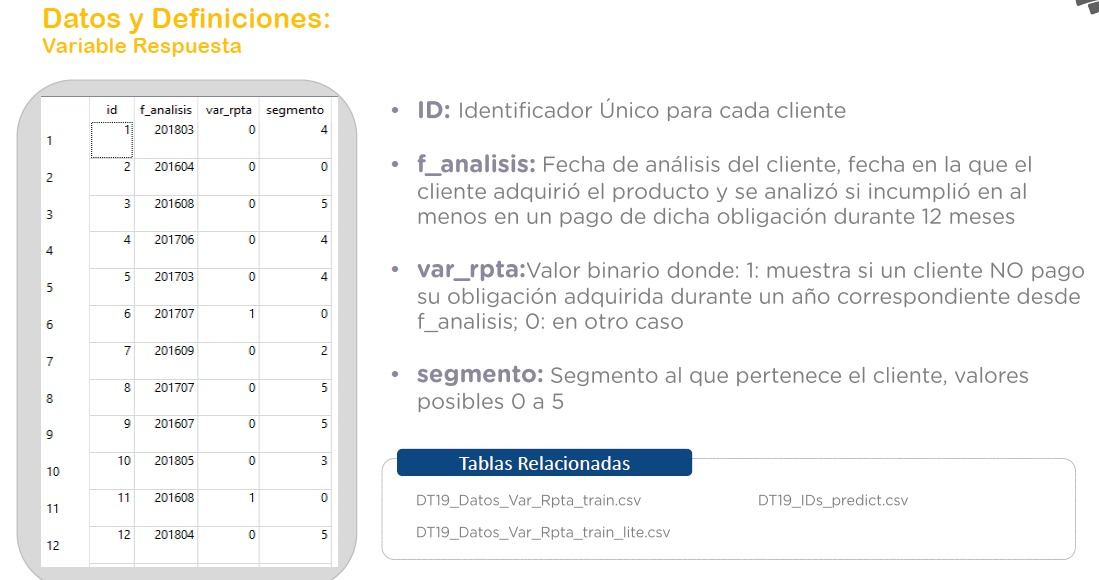 Datos y Definiciones:
Variable Respuesta
id f_analisis var_rpta segmento
1 1 201803 0 4
2 2 201604 0 0
3 3 201608 0 5
4 4 201706 0 4
5 5 201703 0 4
6 6 201707 1 0
7 7 201609 0 2
8 8 201707 0 5
9 9 201607 0 5
10 10 201805 0 3
11 11 201608 1 0
12 12 201804 0 5
• ID: Identificador Único para cada cliente
• f_analisis: Fecha de análisis del cliente, fecha en la que el
cliente adquirió el producto y se analizó si incumplió en al
menos en un pago de dicha obligación durante 12 meses
• var_rpta:Valor binario donde: 1: muestra si un cliente NO pago
su obligación adquirida durante un año correspondiente desde
f_analisis; 0: en otro caso
• segmento: Segmento al que pertenece el cliente, valores
posibles 0 a 5
Tablas Relacionadas
DT19_Datos_Var_Rpta_train.csv DT19_IDs_predict.csv
DT19_Datos_Var_Rpta_train_lite.csv